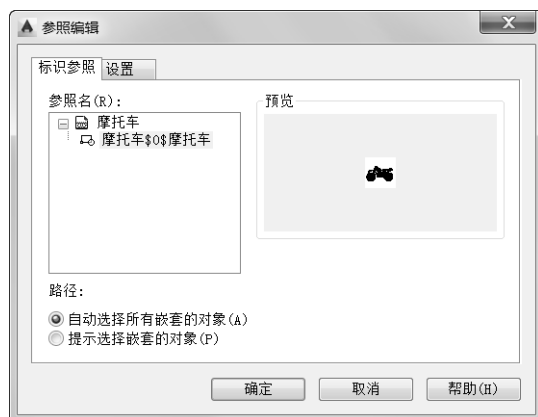 参照编辑
标识参照 设置
参照名(R):
预览
摩托车
摩托车$0$摩托车
路径:
自动选择所有嵌套的对象(A)
提示选择嵌套的对象(P)
确定 取消 帮助(H)